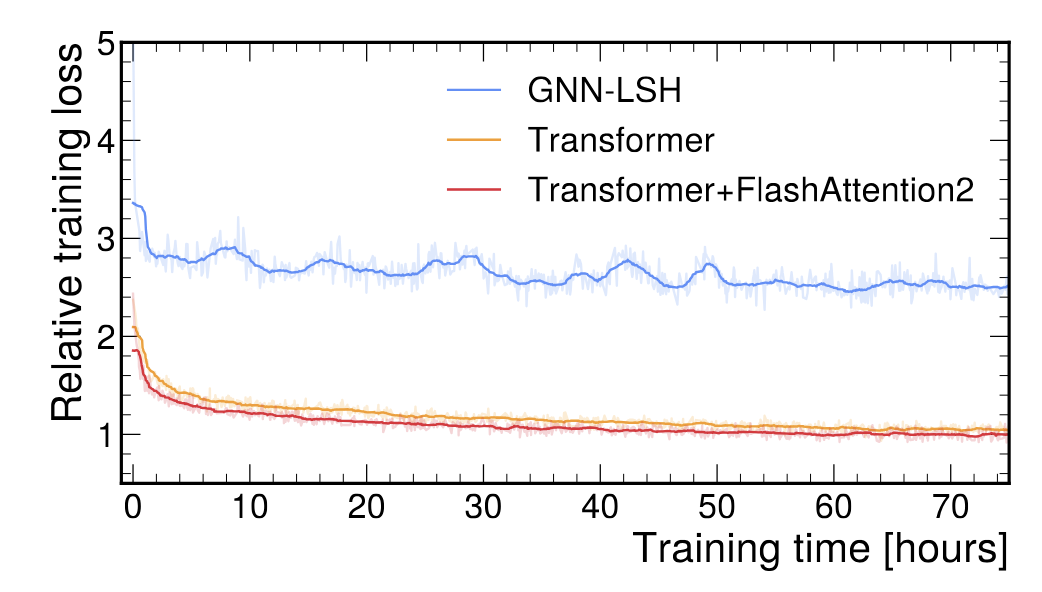 Relative training loss
5
4
3
2
1
GNN-LSH
Transformer
Transformer+FlashAttention2
0 10 20 30 40 50 60 70
Training time [hours]